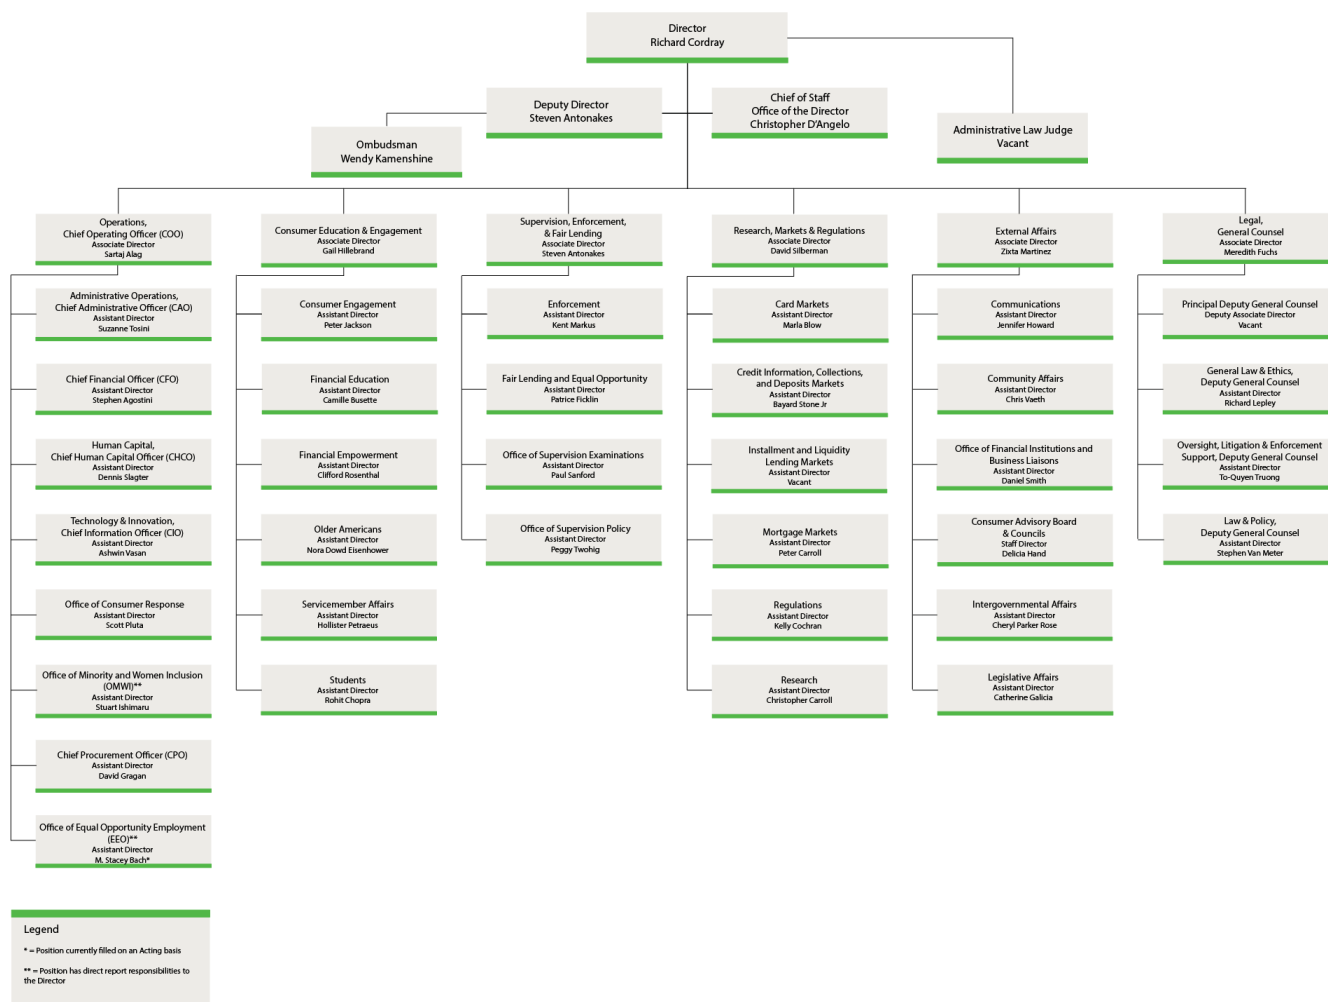 Director
Richard Cordray
Deputy Director
Steven Antonakes
Chief of Staff
Office of the Director
Christopher D'Angelo
Administrative Law Judge
Vacant
Ombudsman
Wendy Kamenshine
Operations,
Chief Operating Officer (COO)
Associate Director
Sartaj Alag
Administrative Operations,
Chief Administrative Officer (CAO)
Assistant Director
Suzanne Tosini
Chief Financial Officer (CFO)
Assistant Director
Stephen Agostini
Human Capital,
Chief Human Capital Officer (CHCO)
Assistant Director
Dennis Slagter
Technology & Innovation,
Chief Information Officer (CIO)
Assistant Director
Ashwin Vasan
Office of Consumer Response
Assistant Director
Scott Pluta
Office of Minority and Women Inclusion
(OMWI)**
Assistant Director
Stuart Ishimaru
Chief Procurement Officer (CPO)
Assistant Director
David Gragan
Office of Equal Opportunity Employment
(EEO)**
Assistant Director
M. Stacey Bach*
Consumer Education & Engagement
Associate Director
Gail Hillebrand
Consumer Engagement
Assistant Director
Peter Jackson
Financial Education
Assistant Director
Camille Busette
Financial Empowerment
Assistant Director
Clifford Rosenthal
Older Americans
Assistant Director
Nora Dowd Eisenhower
Servicemember Affairs
Assistant Director
Hollister Petraeus
Students
Assistant Director
Rohit Chopra
Supervision, Enforcement,
& Fair Lending
Associate Director
Steven Antonakes
Enforcement
Assistant Director
Kent Markus
Fair Lending and Equal Opportunity
Assistant Director
Patrice Ficklin
Office of Supervision Examinations
Assistant Director
Paul Sanford
Office of Supervision Policy
Assistant Director
Peggy Twohig
Research, Markets & Regulations
Associate Director
David Silberman
Card Markets
Assistant Director
Marla Blow
Credit Information, Collections,
and Deposits Markets
Assistant Director
Bayard Stone Jr
Installment and Liquidity
Lending Markets
Assistant Director
Vacant
Mortgage Markets
Assistant Director
Peter Carroll
Regulations
Assistant Director
Kelly Cochran
Research
Assistant Director
Christopher Carroll
External Affairs
Associate Director
Zixta Martinez
Communications
Assistant Director
Jennifer Howard
Community Affairs
Assistant Director
Chris Vaeth
Office of Financial Institutions and
Business Liaisons
Assistant Director
Daniel Smith
Consumer Advisory Board
& Councils
Staff Director
Delicia Hand
Intergovernmental Affairs
Assistant Director
Cheryl Parker Rose
Legislative Affairs
Assistant Director
Catherine Galicia
Legal,
General Counsel
Associate Director
Meredith Fuchs
Principal Deputy General Counsel
Deputy Associate Director
Vacant
General Law & Ethics,
Deputy General Counsel
Assistant Director
Richard Lepley
Oversight, Litigation & Enforcement
Support, Deputy General Counsel
Assistant Director
To-Quyen Truong
Law & Policy,
Deputy General Counsel
Assistant Director
Stephen Van Meter
Legend
* = Position currently filled on an Acting basis
** = Position has direct report responsibilities to
the Director